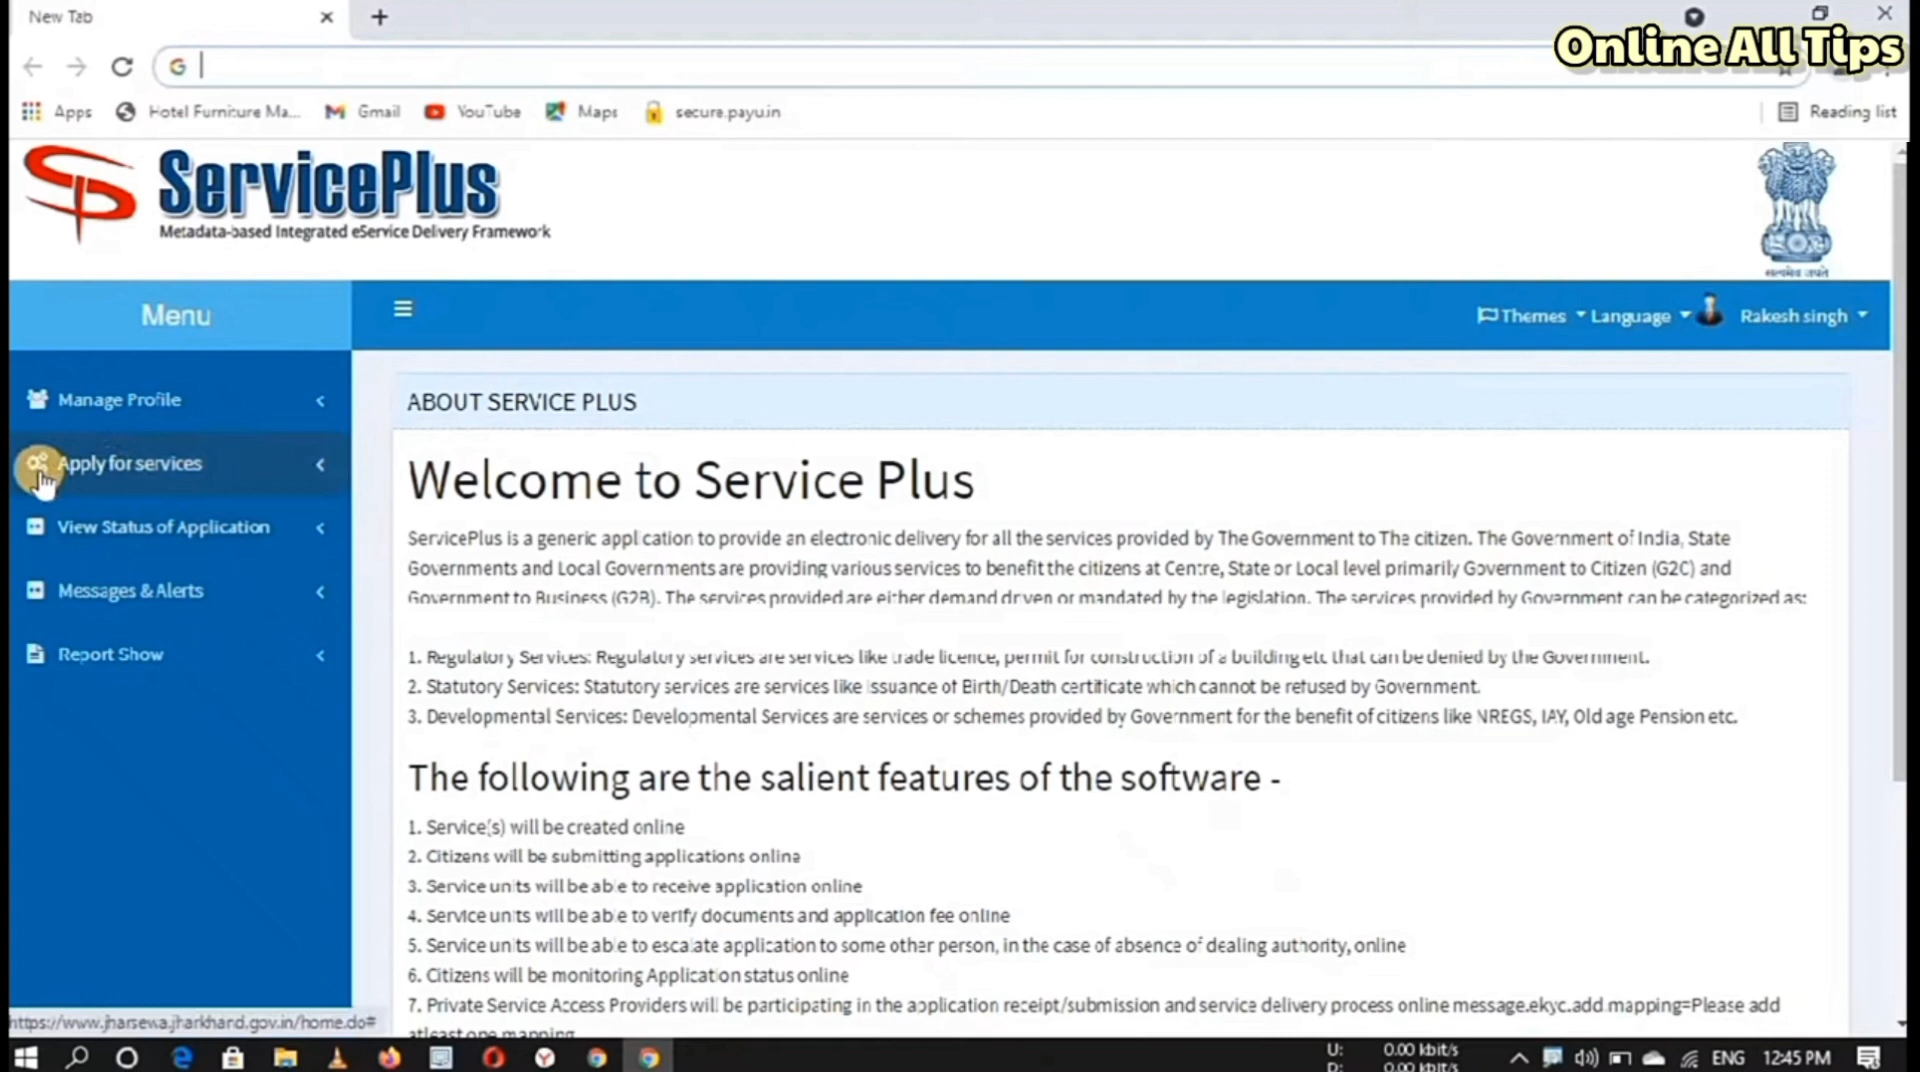 New Tab
Online All Tips
Apps Hotel Furniture Ma... Gmail YouTube Maps secure.payu.in Reading list
ServicePlus
Metadata-based Integrated eService Delivery Framework
सत्यमेव जयते
Menu Themes Language Rakesh singh
Manage Profile
Apply for services
View Status of Application
Messages & Alerts
Report Show
ABOUT SERVICE PLUS
Welcome to Service Plus
ServicePlus is a generic application to provide an electronic delivery for all the services provided by The Government to The citizen. The Government of India, State
Governments and Local Governments are providing various services to benefit the citizens at Centre, State or Local level primarily Government to Citizen (G2C) and
Government to Business (G2B). The services provided are either demand driven or mandated by the legislation. The services provided by Government can be categorized as:
1. Regulatory Services: Regulatory services are services like trade licence, permit for construction of a building etc that can be denied by the Government.
2. Statutory Services: Statutory services are services like issuance of Birth/Death certificate which cannot be refused by Government.
3. Developmental Services: Developmental Services are services or schemes provided by Government for the benefit of citizens like NREGS, IAY, Old age Pension etc.
The following are the salient features of the software -
1. Service(s) will be created online
2. Citizens will be submitting applications online
3. Service units will be able to receive application online
4. Service units will be able to verify documents and application fee online
5. Service units will be able to escalate application to some other person, in the case of absence of dealing authority, online
6. Citizens will be monitoring Application status online
7. Private Service Access Providers will be participating in the application receipt/submission and service delivery process online message.ekyc.add.mapping=Please add
atleast one mapping
https://www.jharsewa.jharkhand.gov.in/home.do#
U: 0.00 kbit/s
D: 0.00 kbit/s
ENG 12:45 PM